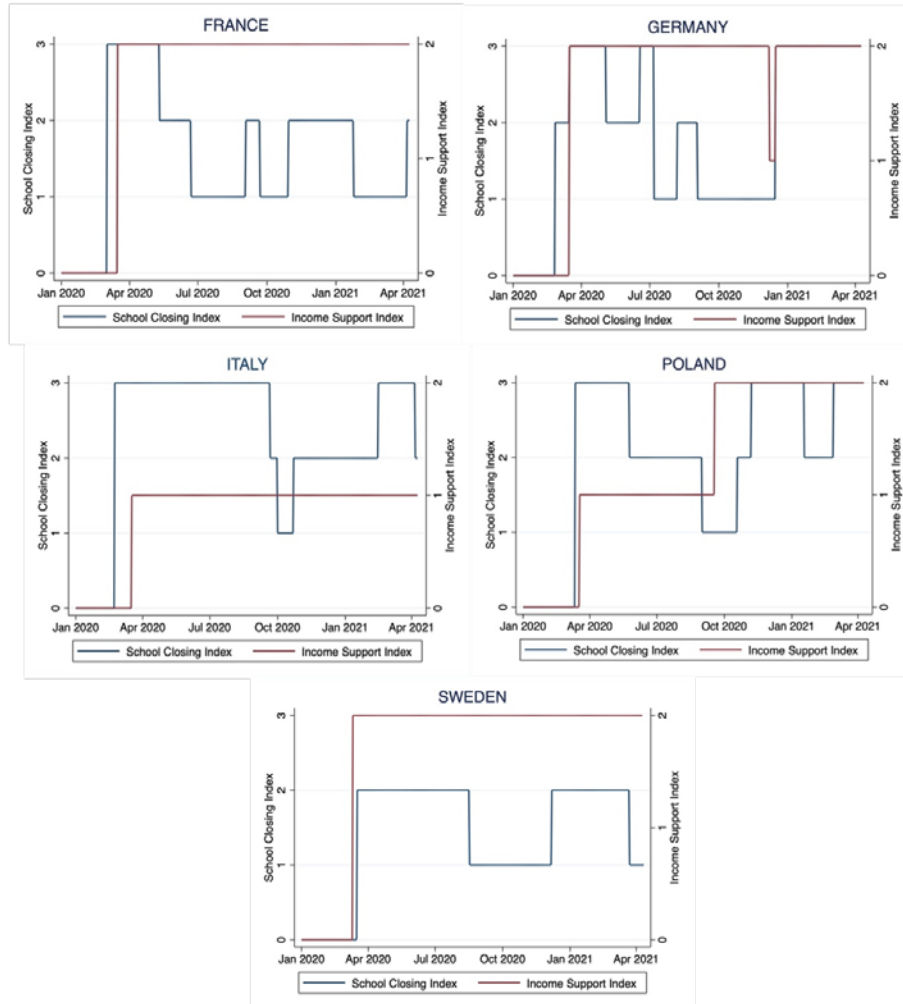 FRANCE
School Closing Index
3
2
1
0
Income Support Index
2
1
0
Jan 2020 Apr 2020 Jul 2020 Oct 2020 Jan 2021 Apr 2021
School Closing Index Income Support Index
GERMANY
School Closing Index
3
2
1
0
Income Support Index
2
1
0
Jan 2020 Apr 2020 Jul 2020 Oct 2020 Jan 2021 Apr 2021
School Closing Index Income Support Index
ITALY
School Closing Index
3
2
1
0
Income Support Index
2
1
0
Jan 2020 Apr 2020 Jul 2020 Oct 2020 Jan 2021 Apr 2021
School Closing Index Income Support Index
POLAND
School Closing Index
3
2
1
0
Income Support Index
2
1
0
Jan 2020 Apr 2020 Jul 2020 Oct 2020 Jan 2021 Apr 2021
School Closing Index Income Support Index
SWEDEN
School Closing Index
3
2
1
0
Income Support Index
2
1
0
Jan 2020 Apr 2020 Jul 2020 Oct 2020 Jan 2021 Apr 2021
School Closing Index Income Support Index